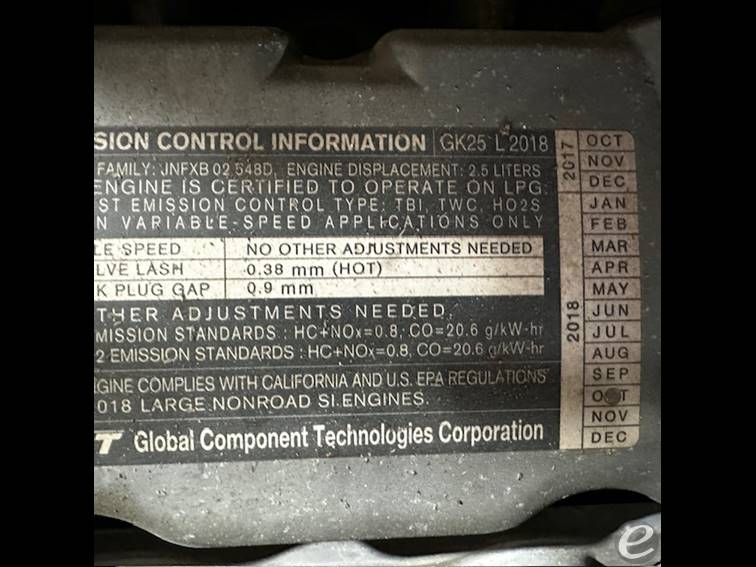 SION CONTROL INFORMATION GK25 L 2018
FAMILY: JNFXB 02.548D, ENGINE DISPLACEMENT: 2.5 LITERS
ENGINE IS CERTIFIED TO OPERATE ON LPG:
ST EMISSION CONTROL TYPE: TBI, TWC, HO2S
N VARIABLE-SPEED APPLICATIONS ONLY
LE SPEED NO OTHER ADJUSTMENTS NEEDED
LVE LASH 0.38 mm (HOT)
K PLUG GAP 0.9 mm
THER ADJUSTMENTS NEEDED.
MISSION STANDARDS : HC+NOx=0.8, CO=20.6 g/kW-hr
2 EMISSION STANDARDS : HC+NOx=0.8, CO=20.6 g/kW-hr
GINE COMPLIES WITH CALIFORNIA AND U.S. EPA REGULATIONS
018 LARGE NONROAD SI ENGINES.
T Global Component Technologies Corporation
2017
OCT
NOV
DEC
2018
JAN
FEB
MAR
APR
MAY
JUN
JUL
AUG
SEP
OCT
NOV
DEC
e